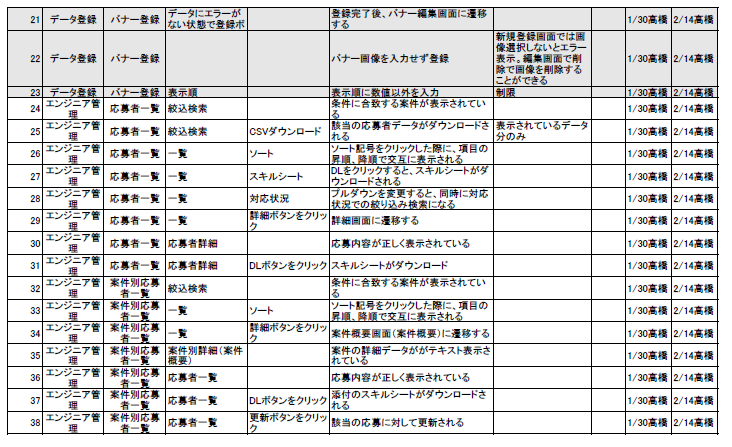 21 データ登録 バナー登録 データにエラーがない状態で登録ボ 登録完了後、バナー編集画面に遷移する 1/30高橋 2/14高橋
22 データ登録 バナー登録 バナー画像を入力せず登録 新規登録画面では画像選択しないとエラー表示。編集画面で削除で画像を削除することができる 1/30高橋 2/14高橋
23 データ登録 バナー登録 表示順 表示順に数値以外を入力 制限 1/30高橋 2/14高橋
24 エンジニア管理 応募者一覧 絞込検索 条件に合致する案件が表示されている 1/30高橋 2/14高橋
25 エンジニア管理 応募者一覧 絞込検索 CSVダウンロード 該当の応募者データがダウンロードされる 表示されているデータ分のみ 1/30高橋 2/14高橋
26 エンジニア管理 応募者一覧 一覧 ソート ソート記号をクリックした際に、項目の昇順、降順で交互に表示される 1/30高橋 2/14高橋
27 エンジニア管理 応募者一覧 一覧 スキルシート DLをクリックすると、スキルシートがダウンロードされる 1/30高橋 2/14高橋
28 エンジニア管理 応募者一覧 一覧 対応状況 プルダウンを変更すると、同時に対応状況での絞り込み検索になる 1/30高橋 2/14高橋
29 エンジニア管理 応募者一覧 一覧 詳細ボタンをクリック 詳細画面に遷移する 1/30高橋 2/14高橋
30 エンジニア管理 応募者一覧 応募者詳細 応募内容が正しく表示されている 1/30高橋 2/14高橋
31 エンジニア管理 応募者一覧 応募者詳細 DLボタンをクリック スキルシートがダウンロード 1/30高橋 2/14高橋
32 エンジニア管理 案件別応募者一覧 絞込検索 条件に合致する案件が表示されている 1/30高橋 2/14高橋
33 エンジニア管理 案件別応募者一覧 一覧 ソート ソート記号をクリックした際に、項目の昇順、降順で交互に表示される 1/30高橋 2/14高橋
34 エンジニア管理 案件別応募者一覧 一覧 詳細ボタンをクリック 案件概要画面(案件概要)に遷移する 1/30高橋 2/14高橋
35 エンジニア管理 案件別応募者一覧 案件別詳細(案件概要) 案件の詳細データががテキスト表示されている 1/30高橋 2/14高橋
36 エンジニア管理 案件別応募者一覧 応募者一覧 応募内容が正しく表示されている 1/30高橋 2/14高橋
37 エンジニア管理 案件別応募者一覧 応募者一覧 DLボタンをクリック 添付のスキルシートがダウンロードされる 1/30高橋 2/14高橋
38 エンジニア管理 案件別応募者一覧 応募者一覧 更新ボタンをクリック 該当の応募に対して更新される 1/30高橋 2/14高橋